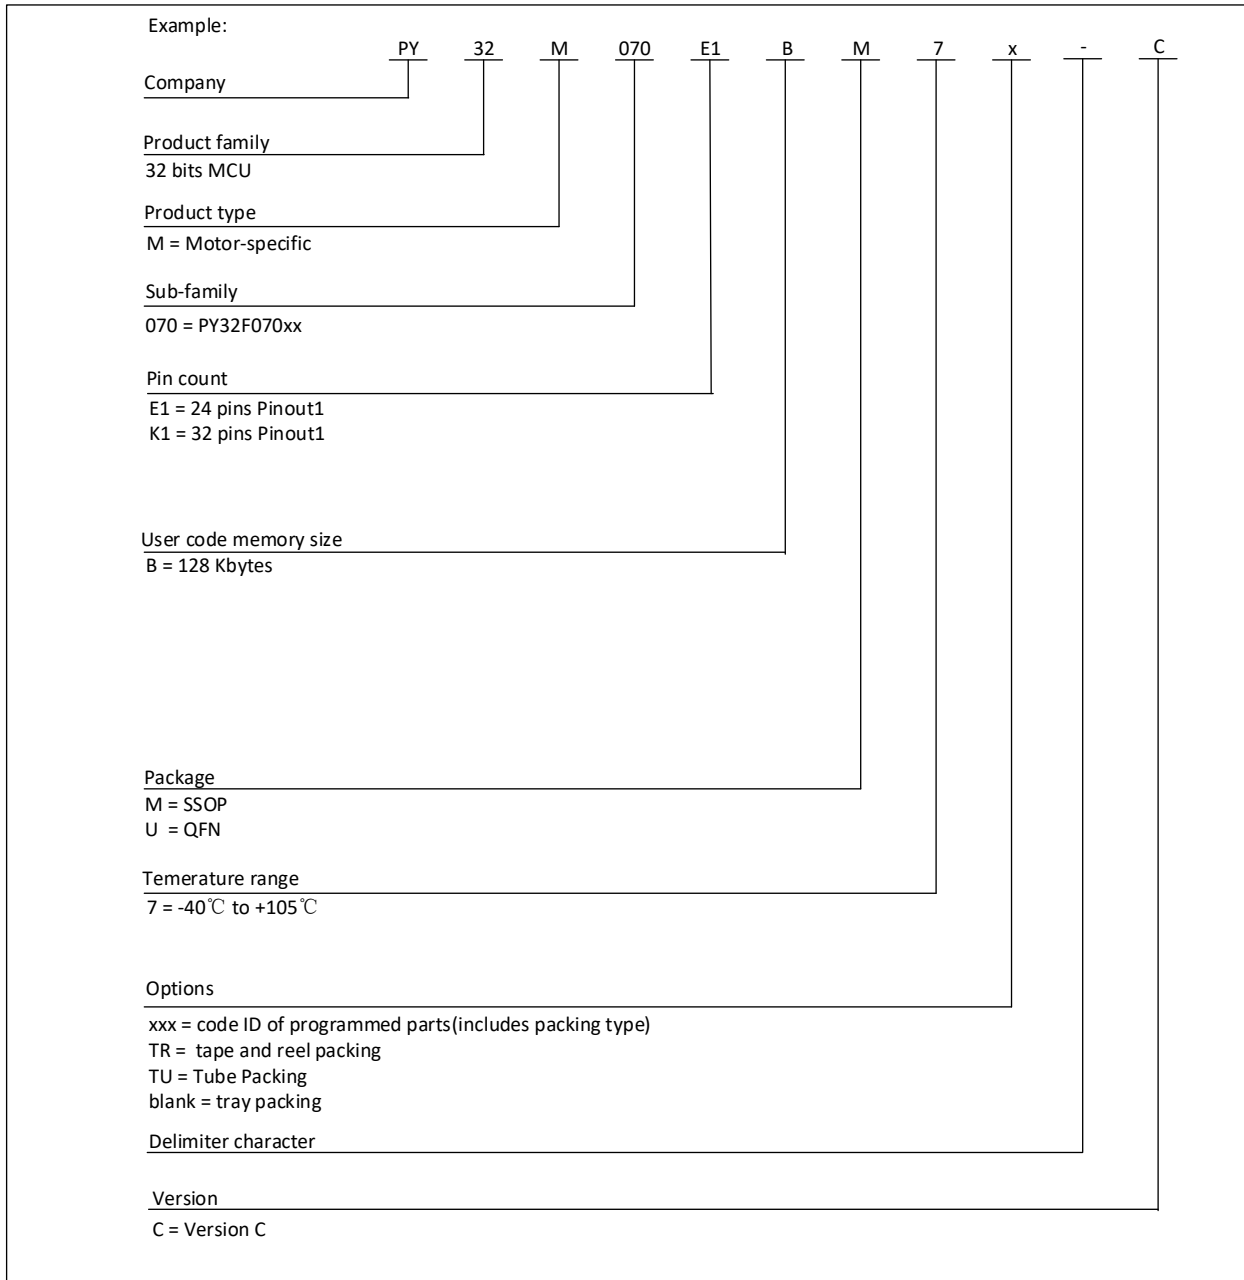 Example:
PY 32 M 070 E1 B M 7 x - C
Company
Product family
32 bits MCU
Product type
M = Motor-specific
Sub-family
070 = PY32F070xx
Pin count
E1 = 24 pins Pinout1
K1 = 32 pins Pinout1
User code memory size
B = 128 Kbytes
Package
M = SSOP
U = QFN
Temerature range
7 = -40℃ to +105℃
Options
xxx = code ID of programmed parts(includes packing type)
TR = tape and reel packing
TU = Tube Packing
blank = tray packing
Delimiter character
Version
C = Version C